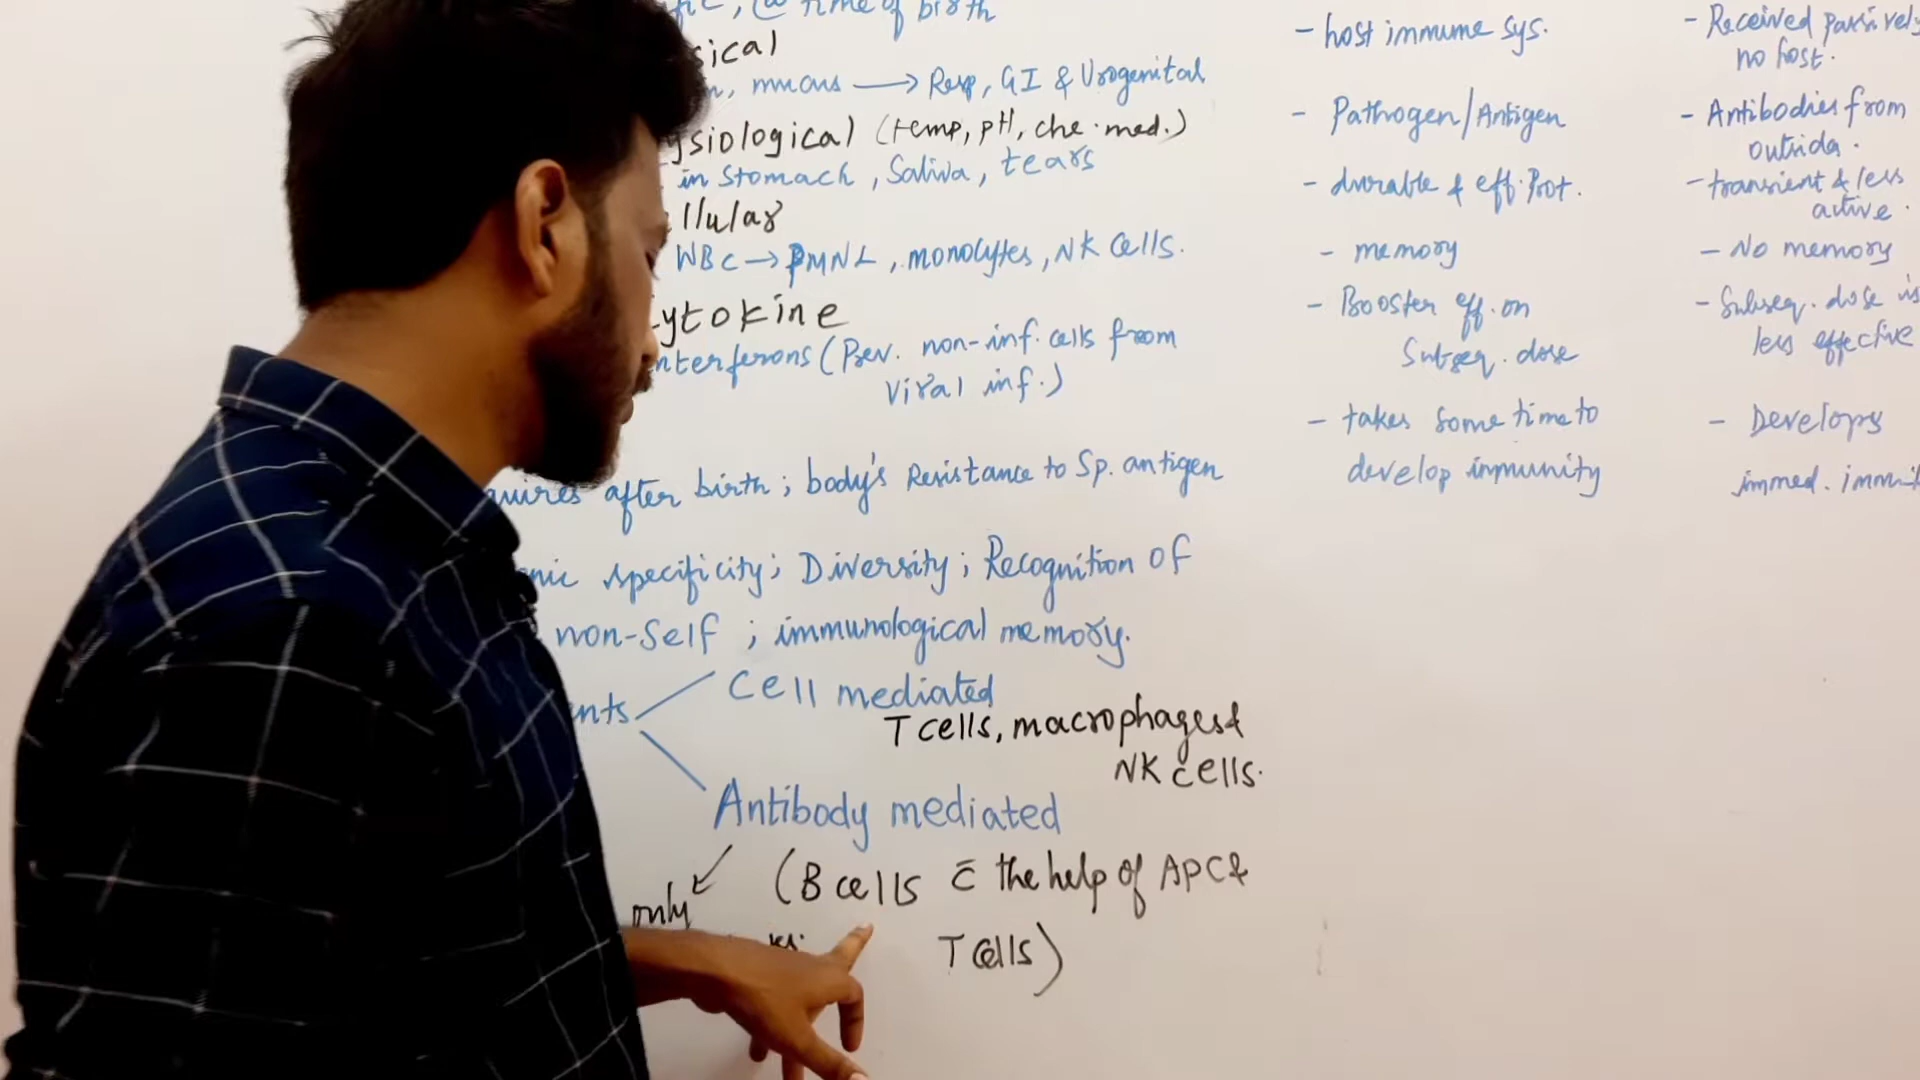 @ time of birth
sical
mucus → Resp, GI & Urogenital
ysiological (temp, pH, che.med.)
in stomach, Saliva, tears
llular
WBC → PMNL, monocytes, NK cells.
ytokine
nterferons (Prev. non-inf. cells from
viral inf.)
quires after birth; body's Resistance to Sp. antigen
nic specificity; Diversity; Recognition of
non-Self ; immunological memory.
nts
Cell mediated
T cells, macrophages &
NK cells.
Antibody mediated
only
(B cells c̄ the help of APC &
T cells)
- host immune sys.
- Pathogen/Antigen
- durable & eff. Prot.
- memory
- Booster eff. on
Subseq. dose
- takes some time to
develop immunity
- Received passively
no host.
- Antibodies from
outside.
- transient & less
active.
- No memory
- Subseq. dose is
less effective
- Develops
immed. immuni